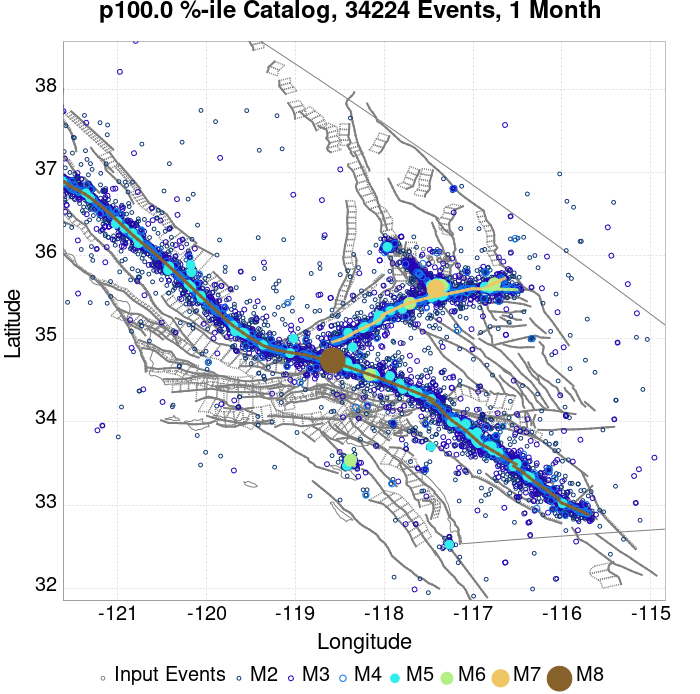 p100.0 %-ile Catalog, 34224 Events, 1 Month
38
37
36
35
34
33
32
Latitude
-121 -120 -119 -118 -117 -116 -115
Longitude
Input Events M2 M3 M4 M5 M6 M7 M8